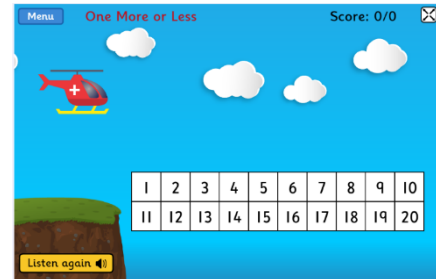 Menu One More or Less Score: 0/0
1 2 3 4 5 6 7 8 9 10
11 12 13 14 15 16 17 18 19 20
Listen again